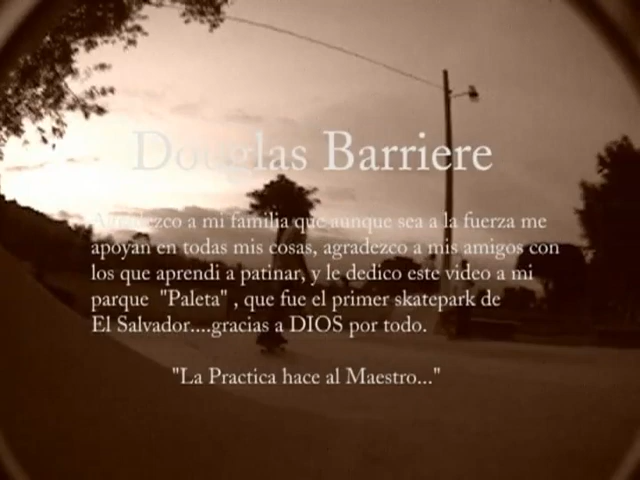 Douglas Barriere
Agradezco a mi familia que aunque sea a la fuerza me
apoyan en todas mis cosas, agradezco a mis amigos con
los que aprendi a patinar, y le dedico este video a mi
parque "Paleta" , que fue el primer skatepark de
El Salvador....gracias a DIOS por todo.
"La Practica hace al Maestro..."